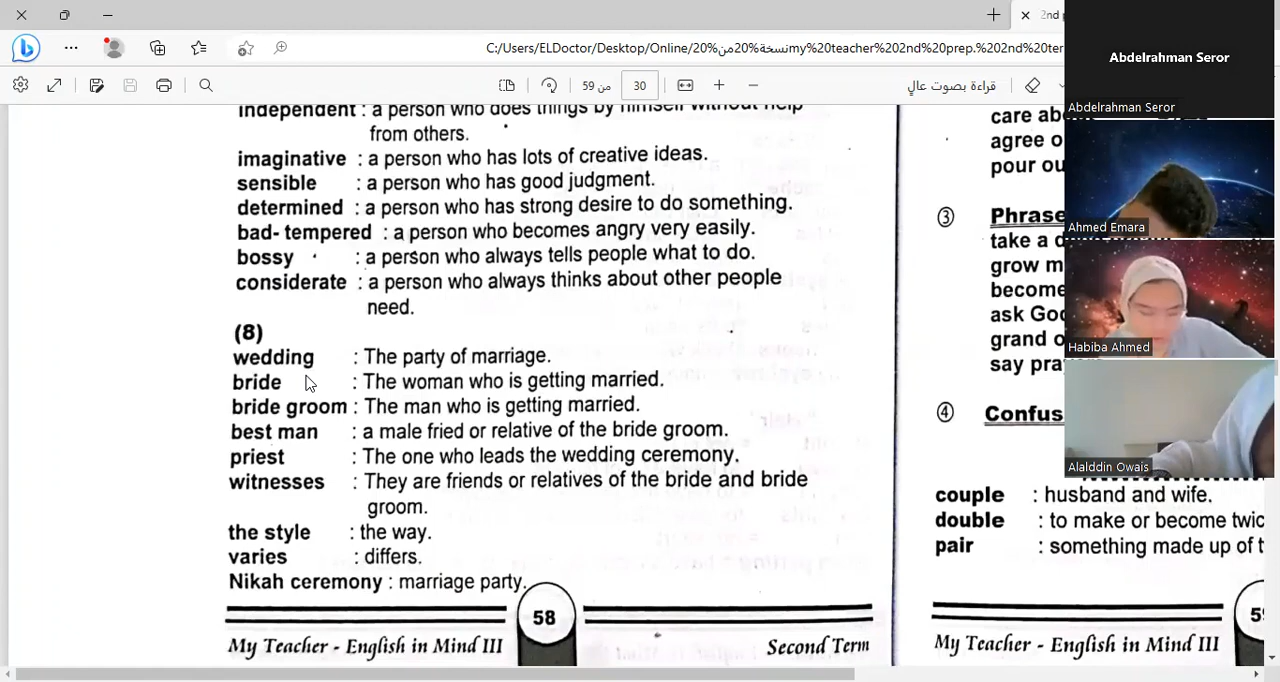 2nd
C:/Users/ELDoctor/Desktop/Online/20%نسخة%20منmy%20teacher%202nd%20prep.%202nd%20ter
59 من
30
قراءة بصوت عالٍ
independent : a person who does things by himself without help
from others.
imaginative : a person who has lots of creative ideas.
sensible : a person who has good judgment.
determined : a person who has strong desire to do something.
bad- tempered : a person who becomes angry very easily.
bossy : a person who always tells people what to do.
considerate : a person who always thinks about other people
need.
(8)
wedding : The party of marriage.
bride : The woman who is getting married.
bride groom : The man who is getting married.
best man : a male fried or relative of the bride groom.
priest : The one who leads the wedding ceremony.
witnesses : They are friends or relatives of the bride and bride
groom.
the style : the way.
varies : differs.
Nikah ceremony : marriage party.
58
My Teacher - English in Mind III
Second Term
care abo
agree o
pour ou
③ Phrase
take a d
grow m
become
ask God
grand o
say pra
④ Confus
couple : husband and wife.
double : to make or become twic
pair : something made up of t
59
My Teacher - English in Mind III
Abdelrahman Seror
Abdelrahman Seror
Ahmed Emara
Habiba Ahmed
Alalddin Owais